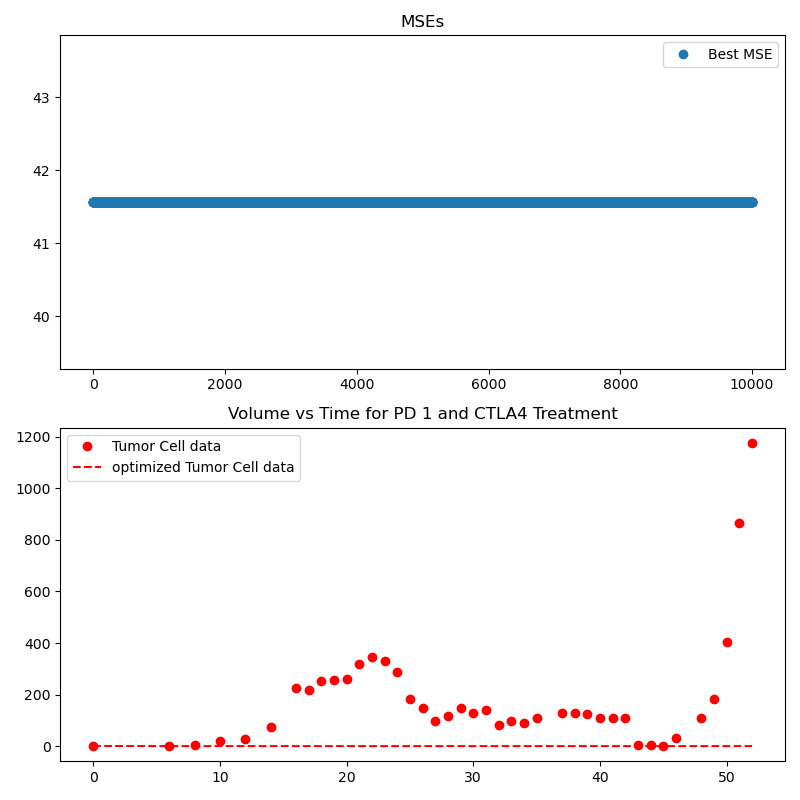 MSEs
Best MSE
43
42
41
40
0 2000 4000 6000 8000 10000
Volume vs Time for PD 1 and CTLA4 Treatment
Tumor Cell data
optimized Tumor Cell data
1200
1000
800
600
400
200
0
0 10 20 30 40 50